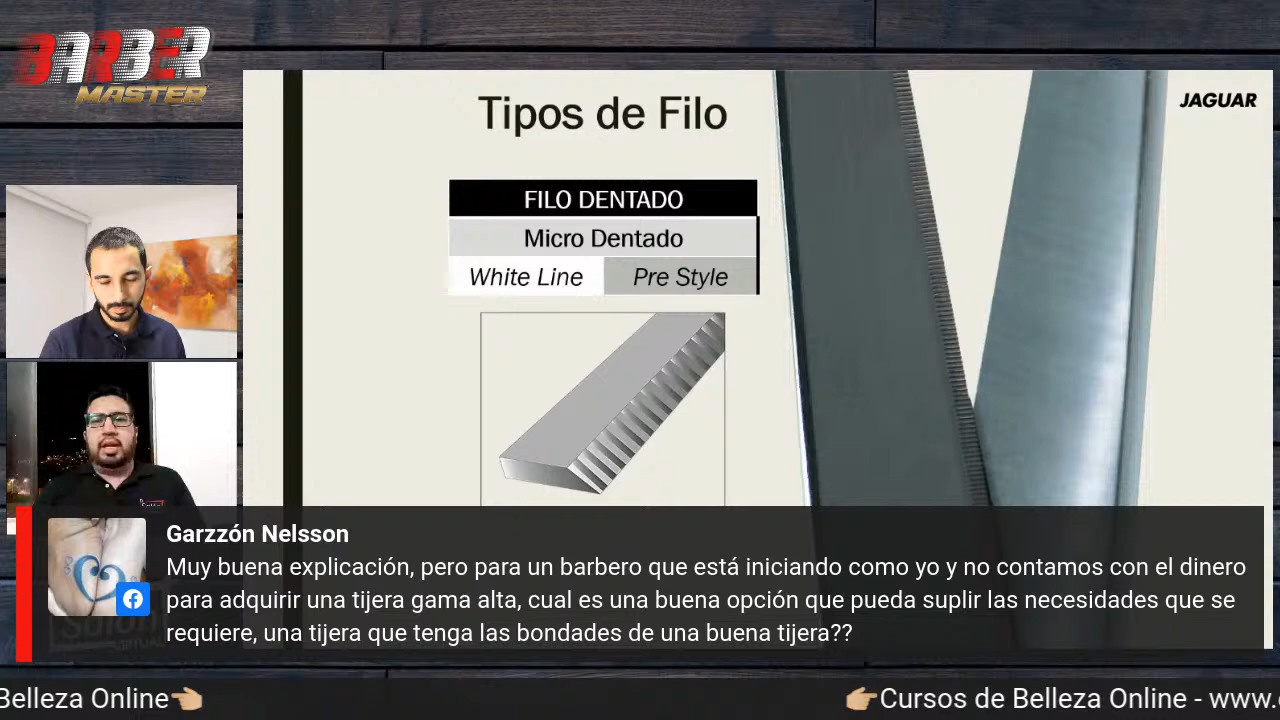 BARBER
MASTER
JAGUAR
Tipos de Filo
FILO DENTADO
Micro Dentado
White Line
Pre Style
Garzzón Nelsson
Muy buena explicación, pero para un barbero que está iniciando como yo y no contamos con el dinero
para adquirir una tijera gama alta, cual es una buena opción que pueda suplir las necesidades que se
requiere, una tijera que tenga las bondades de una buena tijera??
Belleza Online👈🏼
👉🏼Cursos de Belleza Online - www.